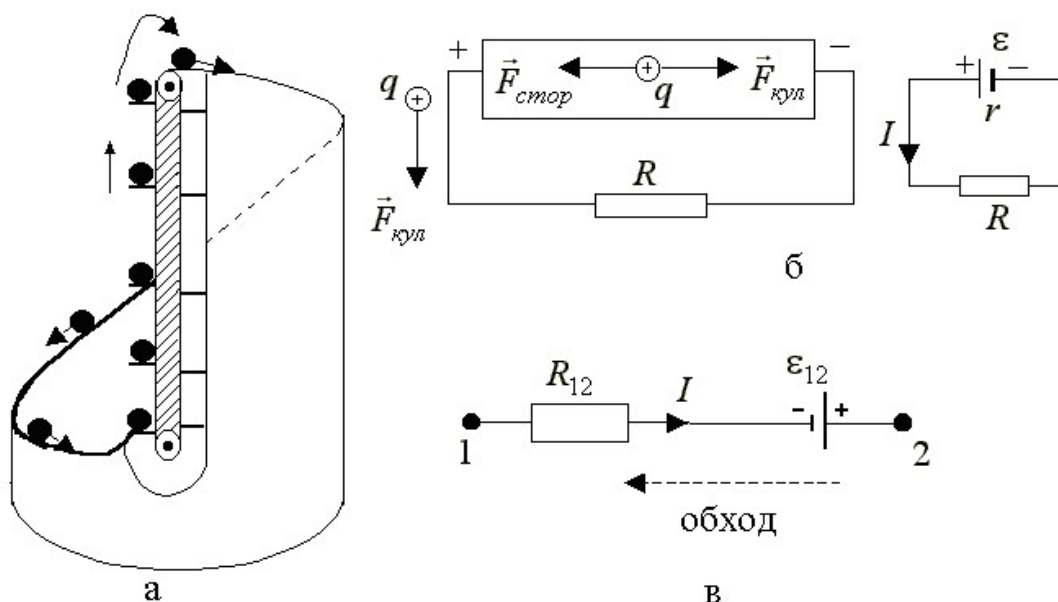 + − ε
q F⃗стор q F⃗кул + −
r
I
R R
F⃗кул
б
R₁₂ I ε₁₂
- +
1 2
обход
а в